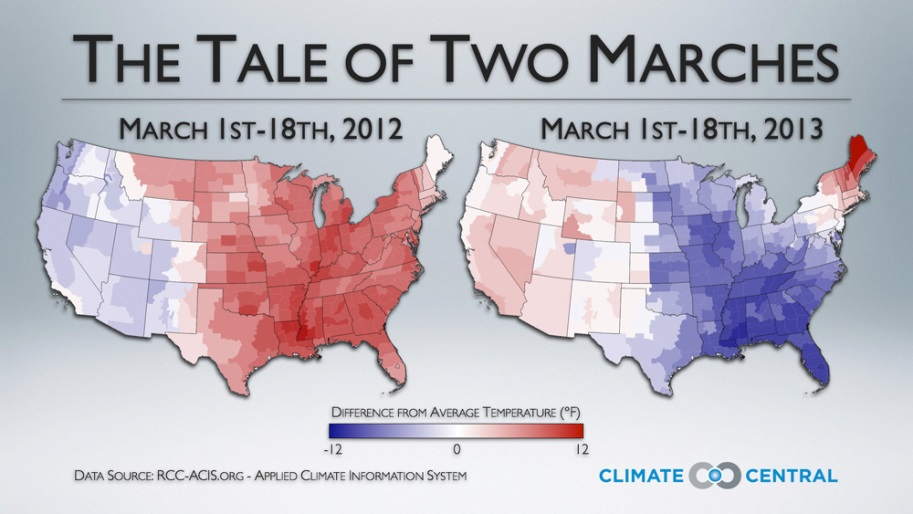 The Tale of Two Marches
March 1st-18th, 2012
March 1st-18th, 2013
Difference from Average Temperature (°F)
-12
0
12
Data Source: RCC-ACIS.org - Applied Climate Information System
CLIMATE CENTRAL